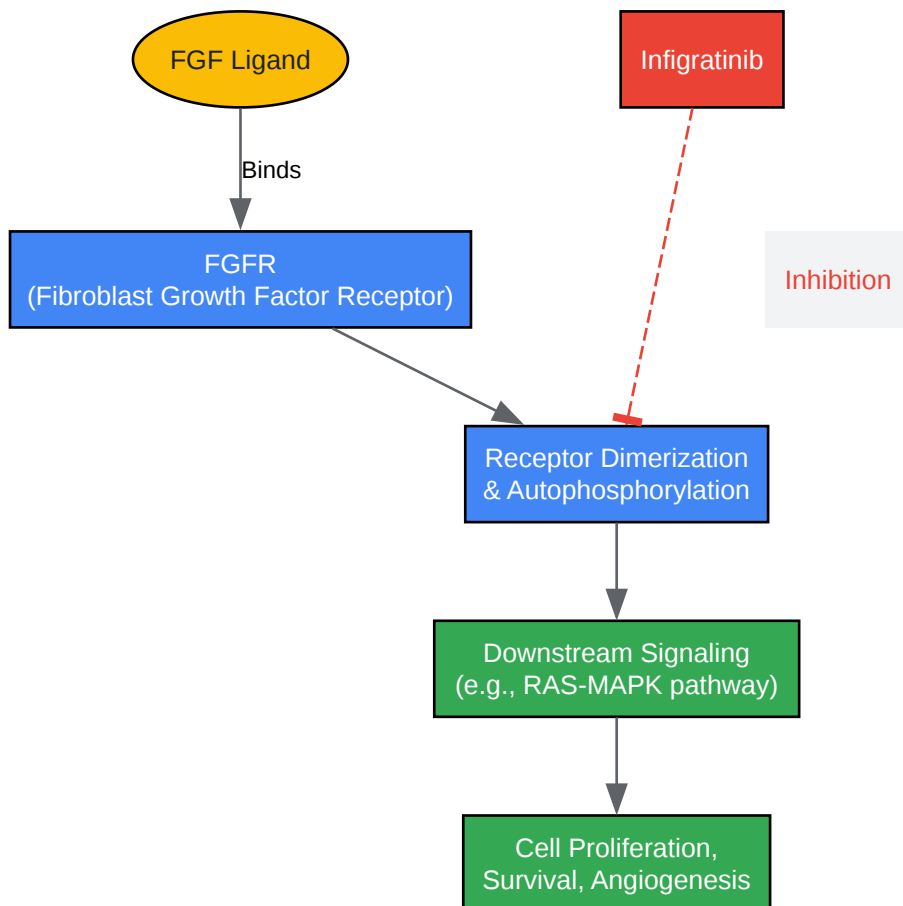 FGF Ligand
Infigratinib
Binds
FGFR
(Fibroblast Growth Factor Receptor)
Inhibition
Receptor Dimerization
& Autophosphorylation
Downstream Signaling
(e.g., RAS-MAPK pathway)
Cell Proliferation,
Survival, Angiogenesis